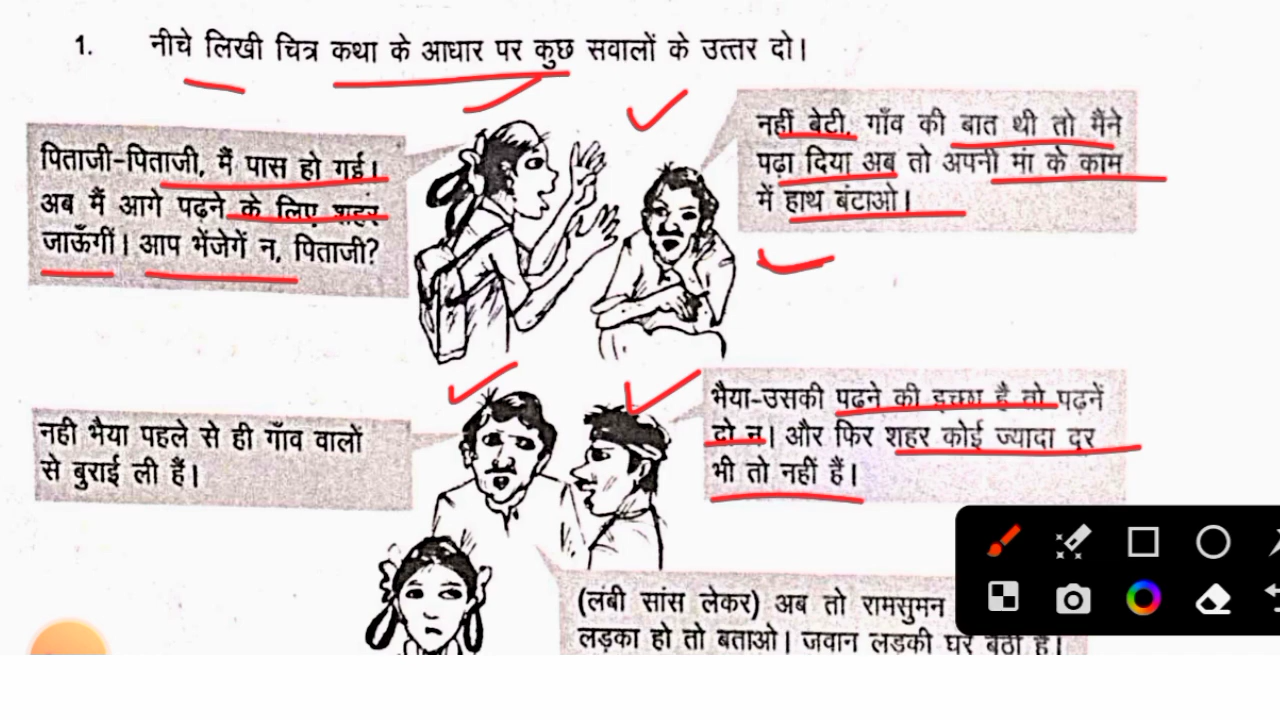 1. नीचे लिखी चित्र कथा के आधार पर कुछ सवालों के उत्तर दो।
पिताजी-पिताजी, मैं पास हो गई।
अब मैं आगे पढ़ने के लिए शहर
जाऊँगीं। आप भेंजेगें न, पिताजी?
नहीं बेटी, गाँव की बात थी तो मैंने
पढ़ा दिया अब तो अपनी मां के काम
में हाथ बंटाओ।
नही भैया पहले से ही गाँव वालों
से बुराई ली हैं।
भैया-उसकी पढ़ने की इच्छा है तो पढ़नें
दो न। और फिर शहर कोई ज्यादा दूर
भी तो नहीं हैं।
(लंबी सांस लेकर) अब तो रामसुमन
लड़का हो तो बताओ। जवान लड़की घर बैठी है।